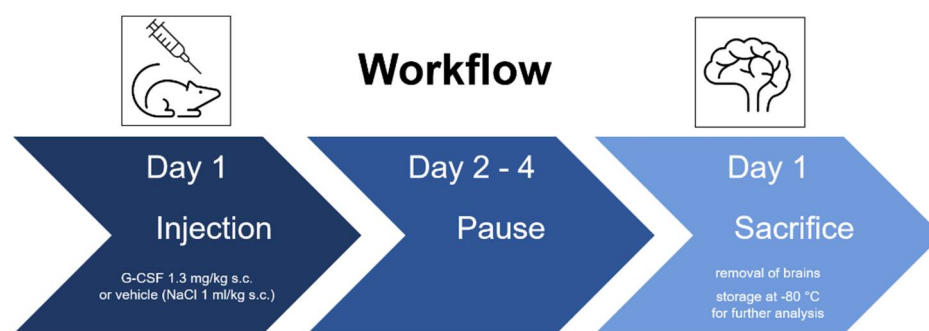 Workflow
Day 1
Injection
G-CSF 1.3 mg/kg s.c.
or vehicle (NaCl 1 ml/kg s.c.)
Day 2 - 4
Pause
Day 1
Sacrifice
removal of brains
storage at -80 °C
for further analysis